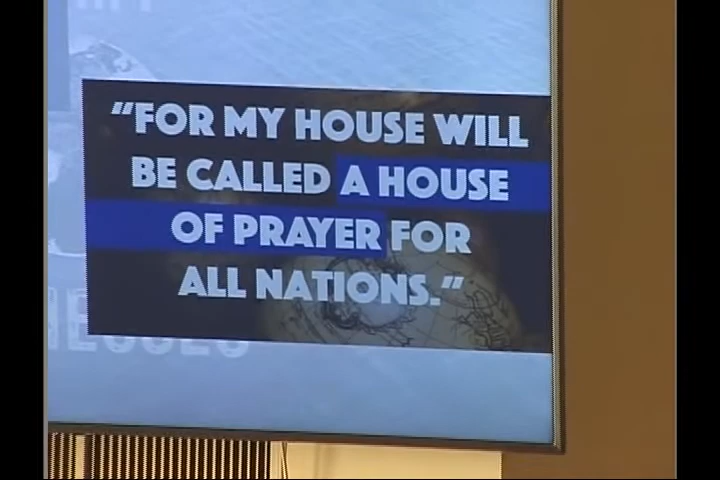 “FOR MY HOUSE WILL
BE CALLED A HOUSE
OF PRAYER FOR
ALL NATIONS.”